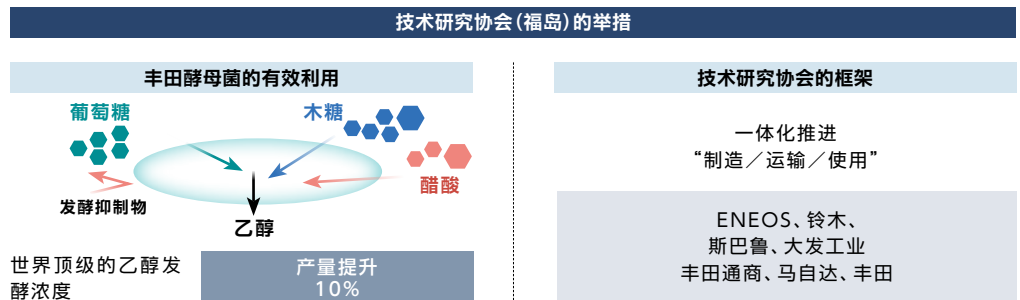 技术研究协会(福岛)的举措
丰田酵母菌的有效利用
葡萄糖
木糖
醋酸
发酵抑制物
乙醇
世界顶级的乙醇发
酵浓度
产量提升
10%
技术研究协会的框架
一体化推进
“制造／运输／使用”
ENEOS、铃木、
斯巴鲁、大发工业
丰田通商、马自达、丰田